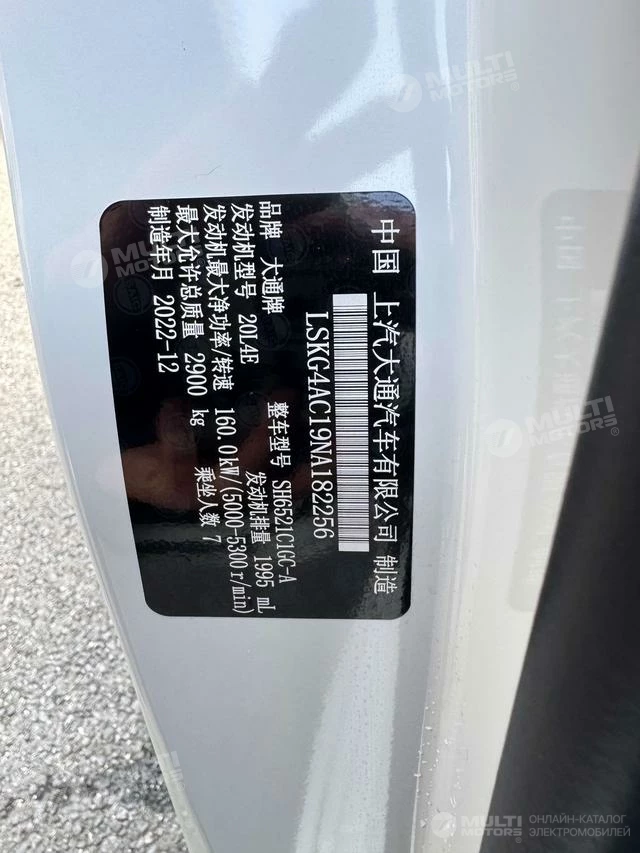 中国 上汽大通汽车有限公司 制造
LSKG4AC19NA182256
品牌 大通牌 整车型号 SH6521C1GC-A
发动机型号 20L4E 发动机排量 1995 mL
发动机最大净功率/转速 160.0kW/(5000-5300r/min)
最大允许总质量 2900 kg 乘坐人数 7
制造年月 2022-12
MULTI
MOTORS
MULTI
MOTORS
MULTI
MOTORS
MULTI
MOTORS
ОНЛАЙН-КАТАЛОГ
ЭЛЕКТРОМОБИЛЕЙ